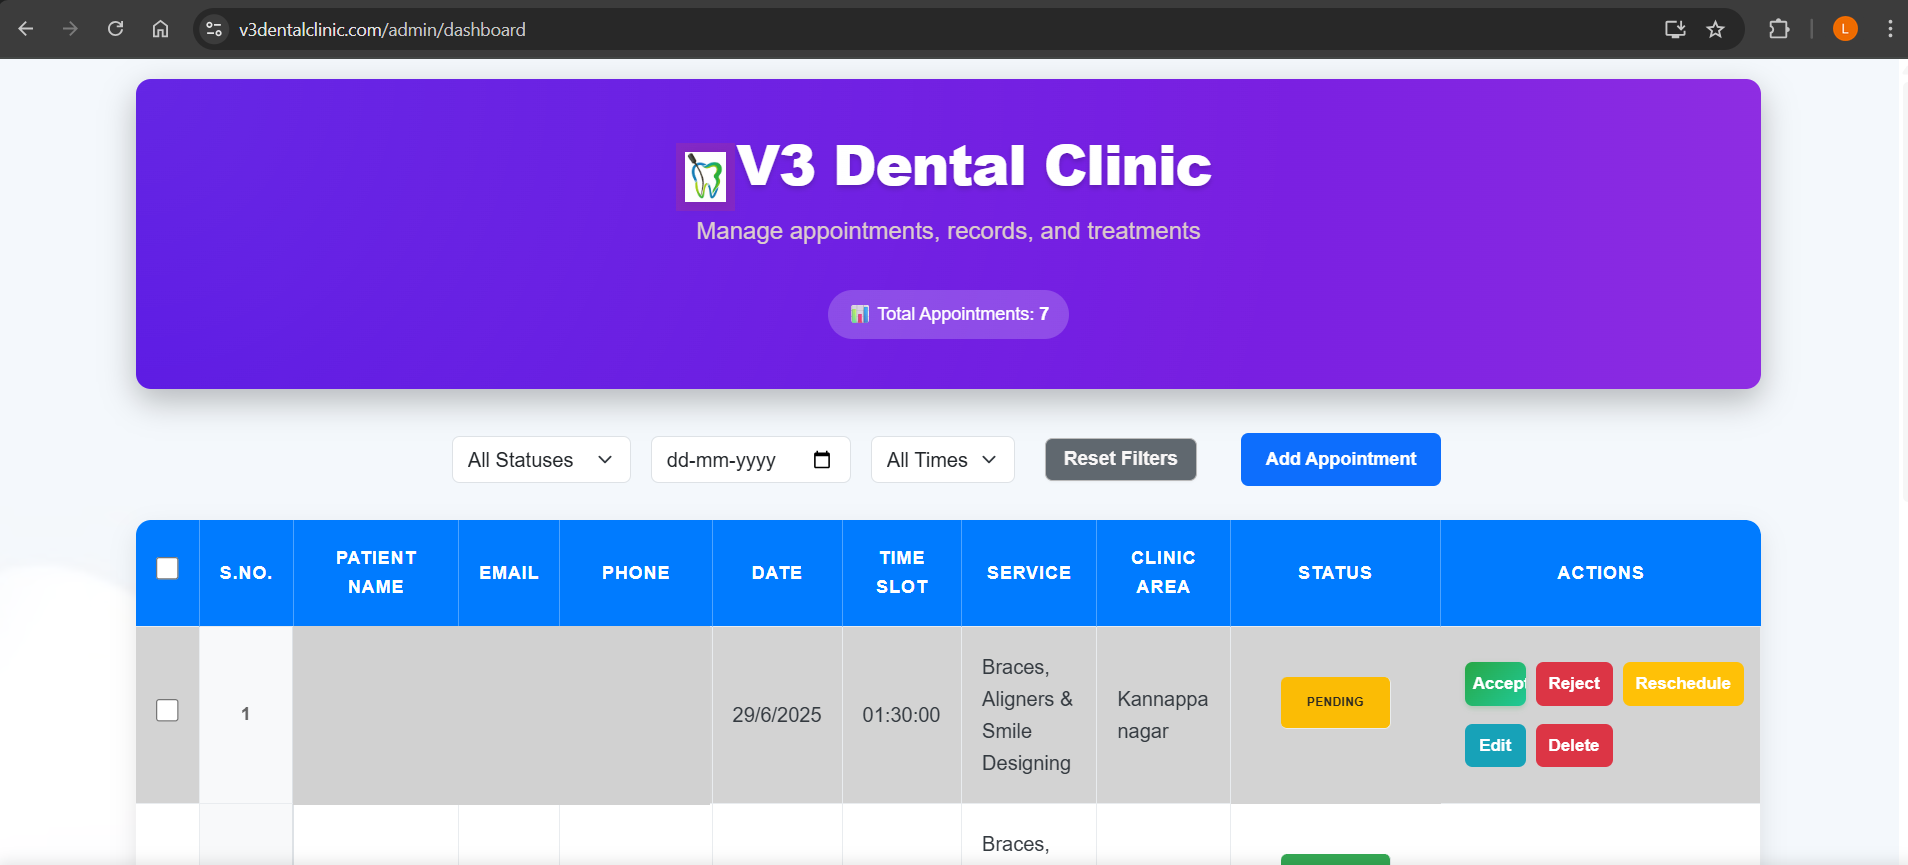 v3dentalclinic.com/admin/dashboard
L
V3 Dental Clinic
Manage appointments, records, and treatments
Total Appointments: 7
All Statuses
dd-mm-yyyy
All Times
Reset Filters
Add Appointment
S.NO.
PATIENT
NAME
EMAIL
PHONE
DATE
TIME
SLOT
SERVICE
CLINIC
AREA
STATUS
ACTIONS
1
29/6/2025
01:30:00
Braces,
Aligners &
Smile
Designing
Kannappa
nagar
PENDING
Accept
Reject
Reschedule
Edit
Delete
Braces,